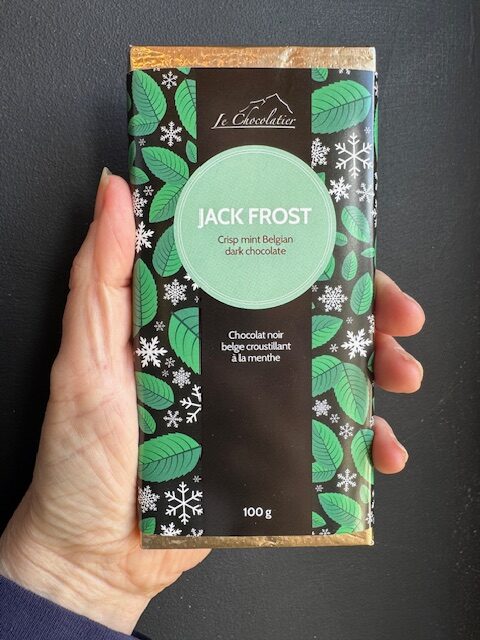 Le Chocolatier
JACK FROST
Crisp mint Belgian
dark chocolate
Chocolat noir
belge croustillant
à la menthe
100 g